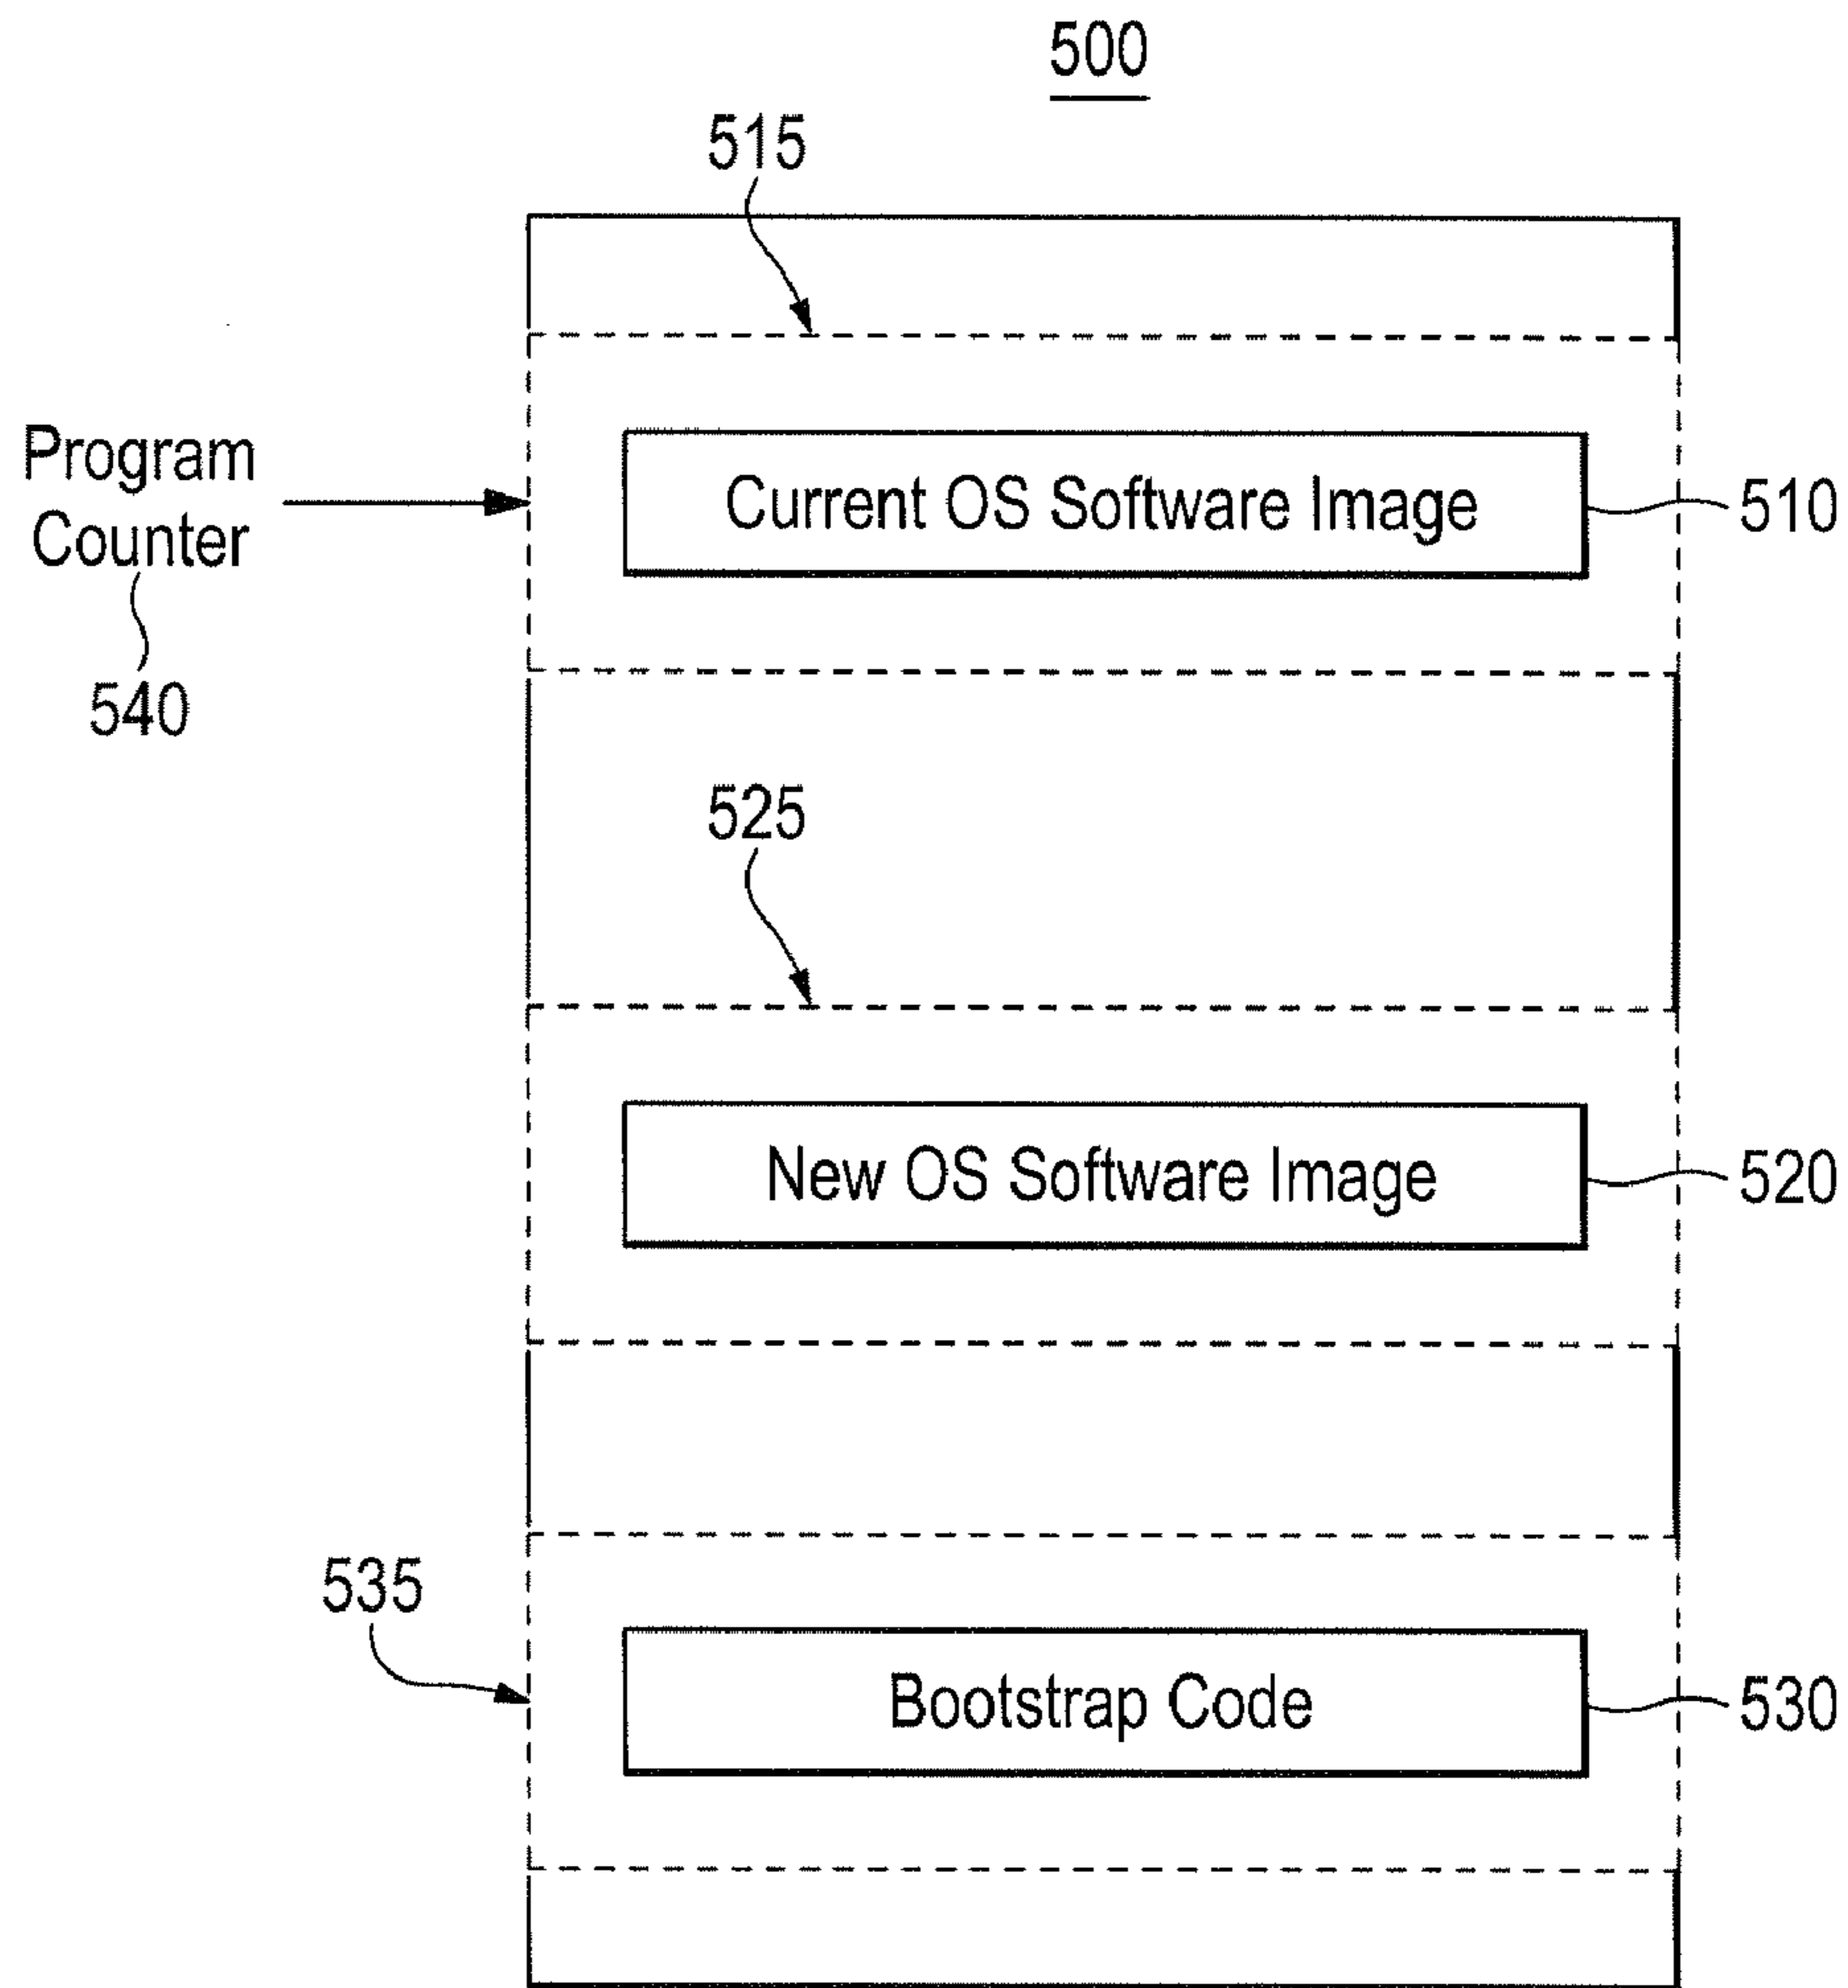 500
515
Program
Counter
540
Current OS Software Image
510
525
New OS Software Image
520
535
Bootstrap Code
530